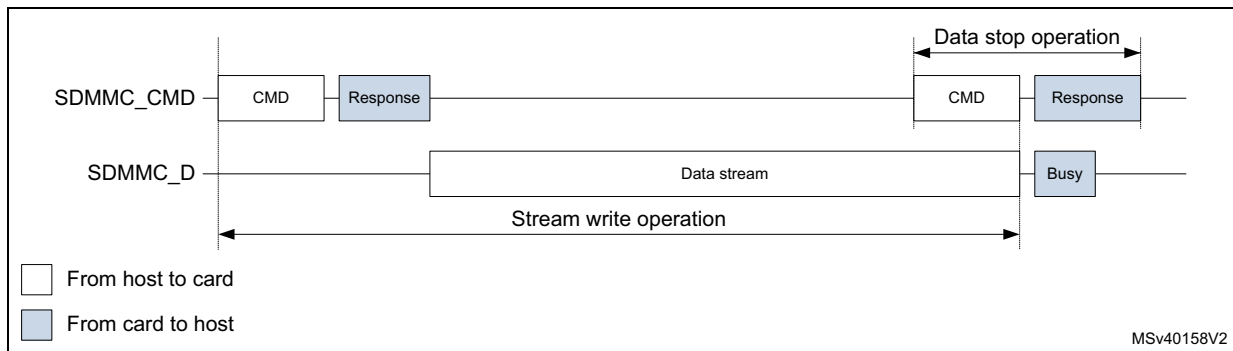 Data stop operation
SDMMC_CMD CMD Response CMD Response
SDMMC_D Data stream Busy
Stream write operation
From host to card
From card to host
MSv40158V2